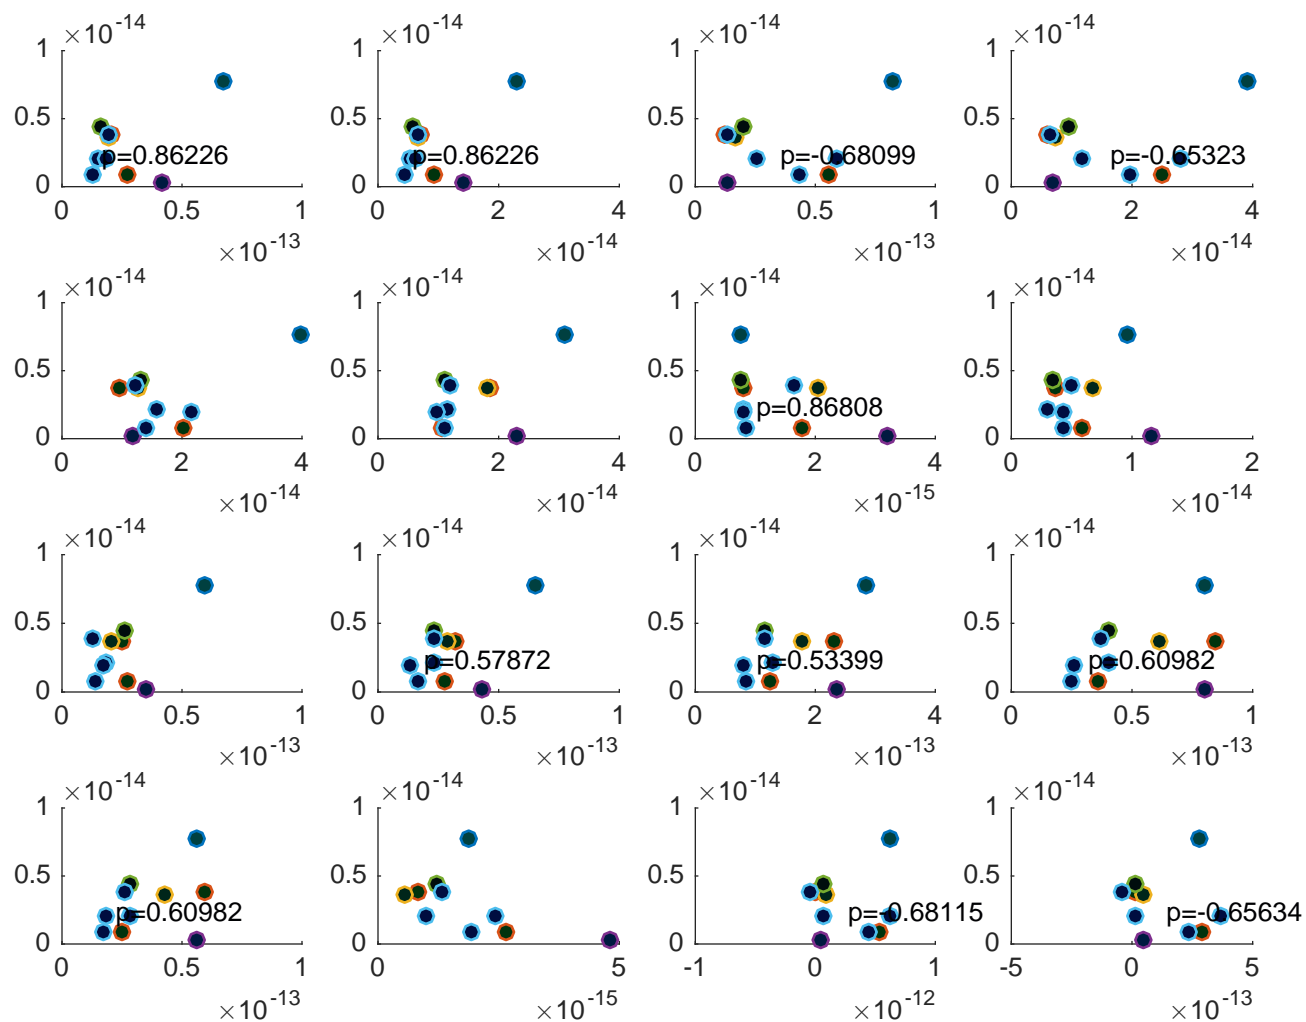 ×10-14 ×10-14 ×10-14 ×10-14
1 1 1 1
0.5 0.5 0.5 0.5
p=0.86226 p=0.86226 p=-0.68099 p=-0.65323
0 0 0 0
0 0.5 1 0 2 4 0 0.5 1 0 2 4
×10-13 ×10-14 ×10-13 ×10-14
×10-14 ×10-14 ×10-14 ×10-14
1 1 1 1
0.5 0.5 0.5 0.5
p=0.86808
0 0 0 0
0 2 4 0 2 4 0 2 4 0 1 2
×10-14 ×10-14 ×10-15 ×10-14
×10-14 ×10-14 ×10-14 ×10-14
1 1 1 1
0.5 0.5 0.5 0.5
p=0.57872 p=0.53399 p=0.60982
0 0 0 0
0 0.5 1 0 0.5 1 0 2 4 0 0.5 1
×10-13 ×10-13 ×10-13 ×10-13
×10-14 ×10-14 ×10-14 ×10-14
1 1 1 1
0.5 0.5 0.5 0.5
p=0.60982 p=-0.68115 p=-0.65634
0 0 0 0
0 0.5 1 0 5 -1 0 1 -5 0 5
×10-13 ×10-15 ×10-12 ×10-13